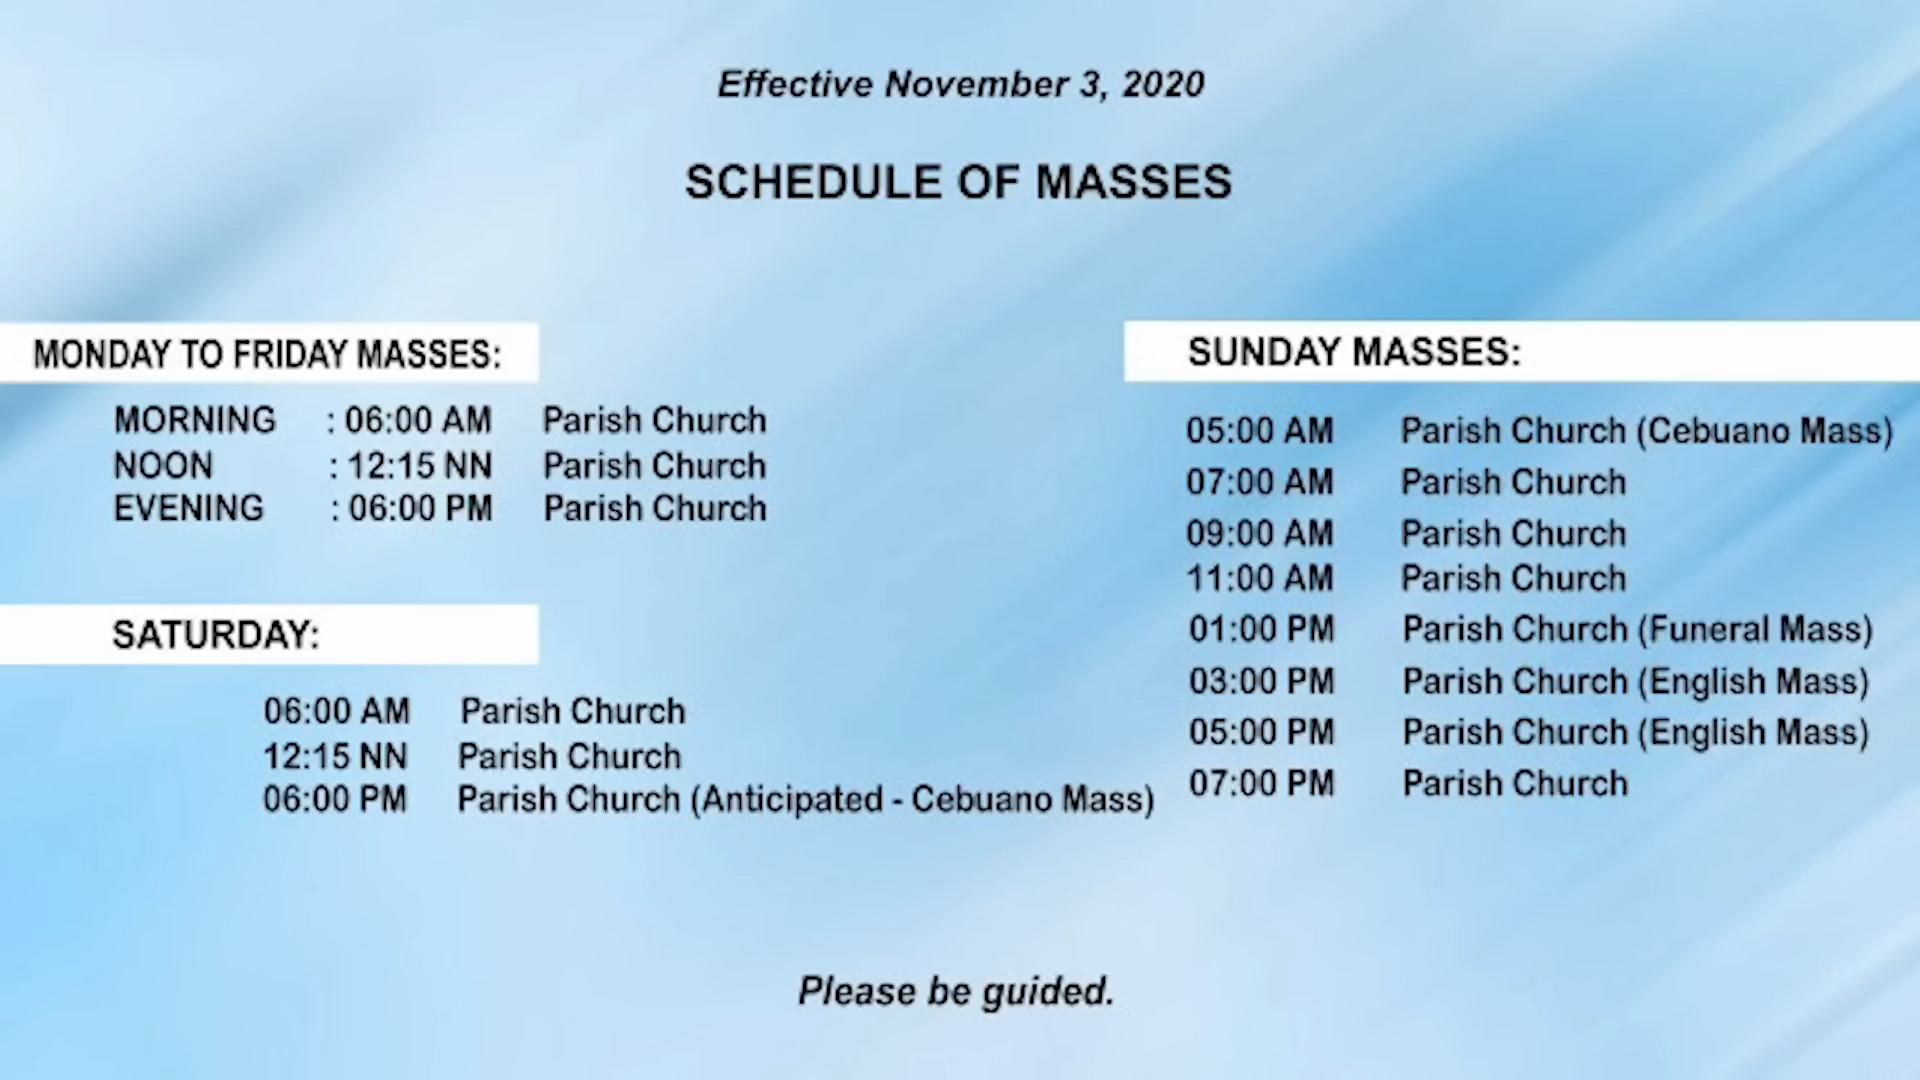 Effective November 3, 2020
SCHEDULE OF MASSES
MONDAY TO FRIDAY MASSES:
MORNING : 06:00 AM Parish Church
NOON : 12:15 NN Parish Church
EVENING : 06:00 PM Parish Church
SATURDAY:
06:00 AM Parish Church
12:15 NN Parish Church
06:00 PM Parish Church (Anticipated - Cebuano Mass)
SUNDAY MASSES:
05:00 AM Parish Church (Cebuano Mass)
07:00 AM Parish Church
09:00 AM Parish Church
11:00 AM Parish Church
01:00 PM Parish Church (Funeral Mass)
03:00 PM Parish Church (English Mass)
05:00 PM Parish Church (English Mass)
07:00 PM Parish Church
Please be guided.